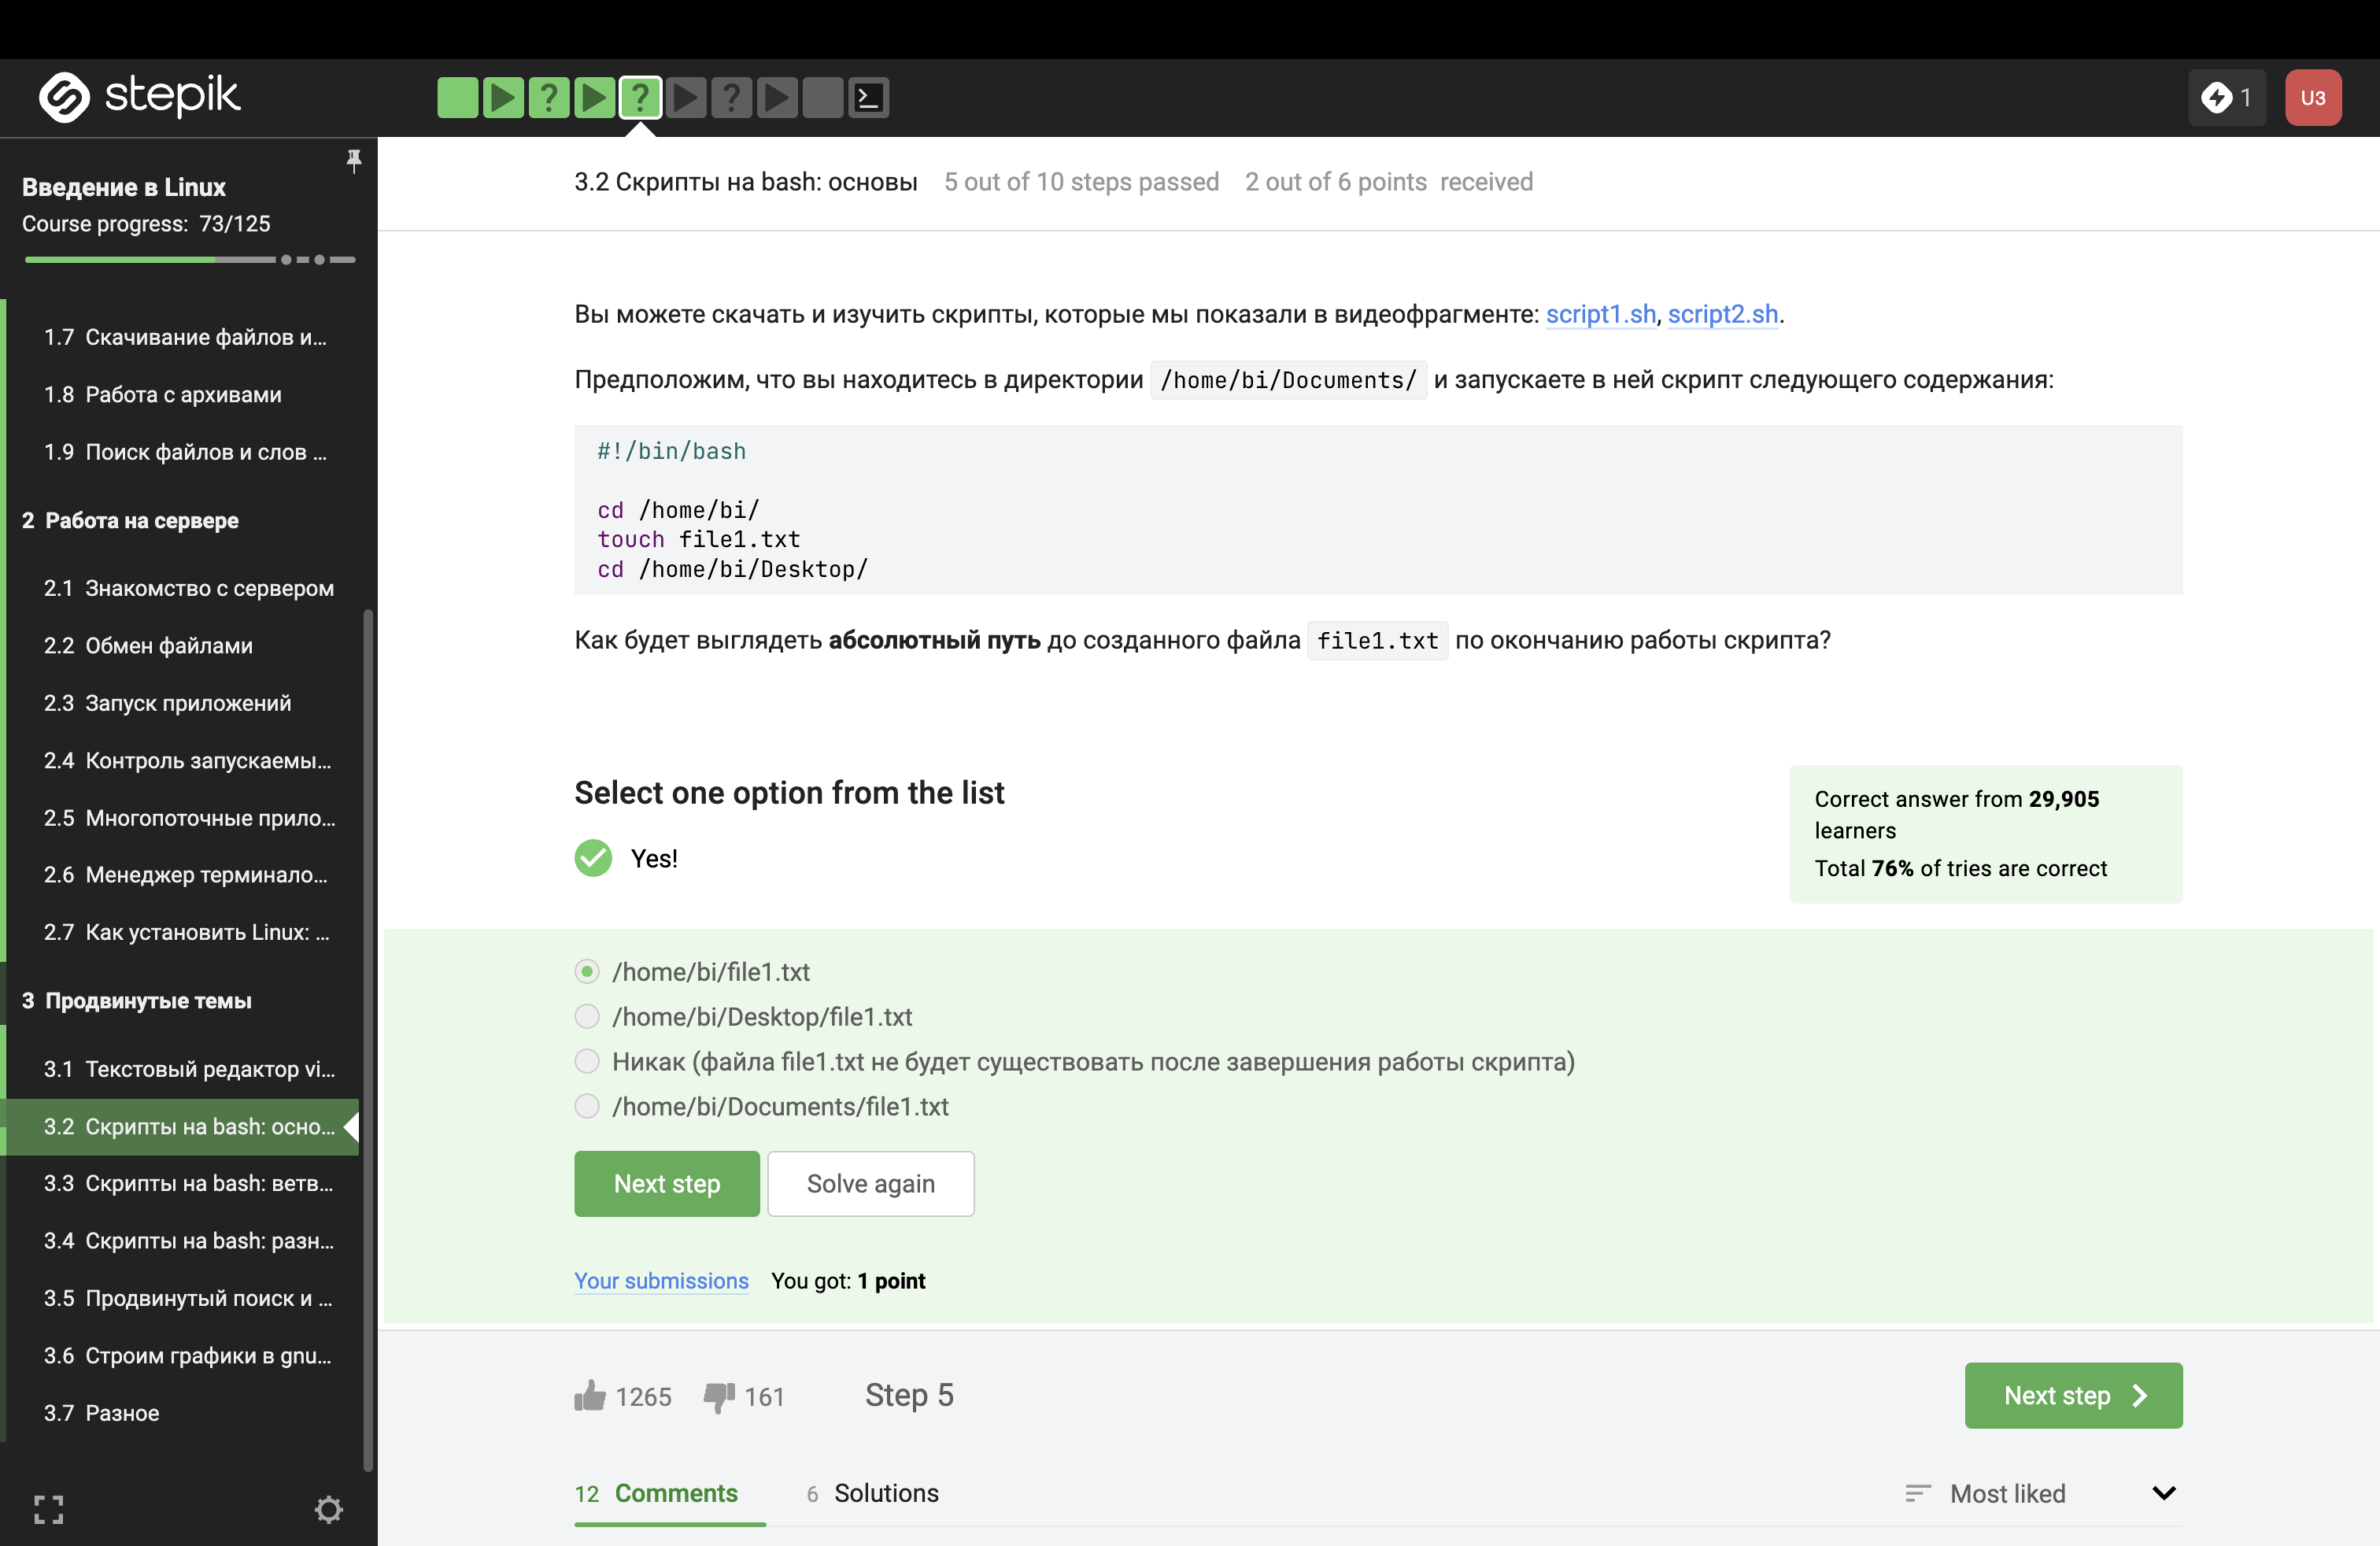 stepik
1
U3
Введение в Linux
Course progress: 73/125
1.7 Скачивание файлов и...
1.8 Работа с архивами
1.9 Поиск файлов и слов ...
2 Работа на сервере
2.1 Знакомство с сервером
2.2 Обмен файлами
2.3 Запуск приложений
2.4 Контроль запускаемы...
2.5 Многопоточные прило...
2.6 Менеджер терминало...
2.7 Как установить Linux: ...
3 Продвинутые темы
3.1 Текстовый редактор vi...
3.2 Скрипты на bash: осно...
3.3 Скрипты на bash: ветв...
3.4 Скрипты на bash: разн...
3.5 Продвинутый поиск и ...
3.6 Строим графики в gnu...
3.7 Разное
3.2 Скрипты на bash: основы 5 out of 10 steps passed 2 out of 6 points received
Вы можете скачать и изучить скрипты, которые мы показали в видеофрагменте: script1.sh, script2.sh.
Предположим, что вы находитесь в директории /home/bi/Documents/ и запускаете в ней скрипт следующего содержания:
#!/bin/bash
cd /home/bi/
touch file1.txt
cd /home/bi/Desktop/
Как будет выглядеть абсолютный путь до созданного файла file1.txt по окончанию работы скрипта?
Select one option from the list
Yes!
Correct answer from 29,905
learners
Total 76% of tries are correct
/home/bi/file1.txt
/home/bi/Desktop/file1.txt
Никак (файла file1.txt не будет существовать после завершения работы скрипта)
/home/bi/Documents/file1.txt
Next step Solve again
Your submissions You got: 1 point
1265 161 Step 5
Next step
12 Comments 6 Solutions
Most liked